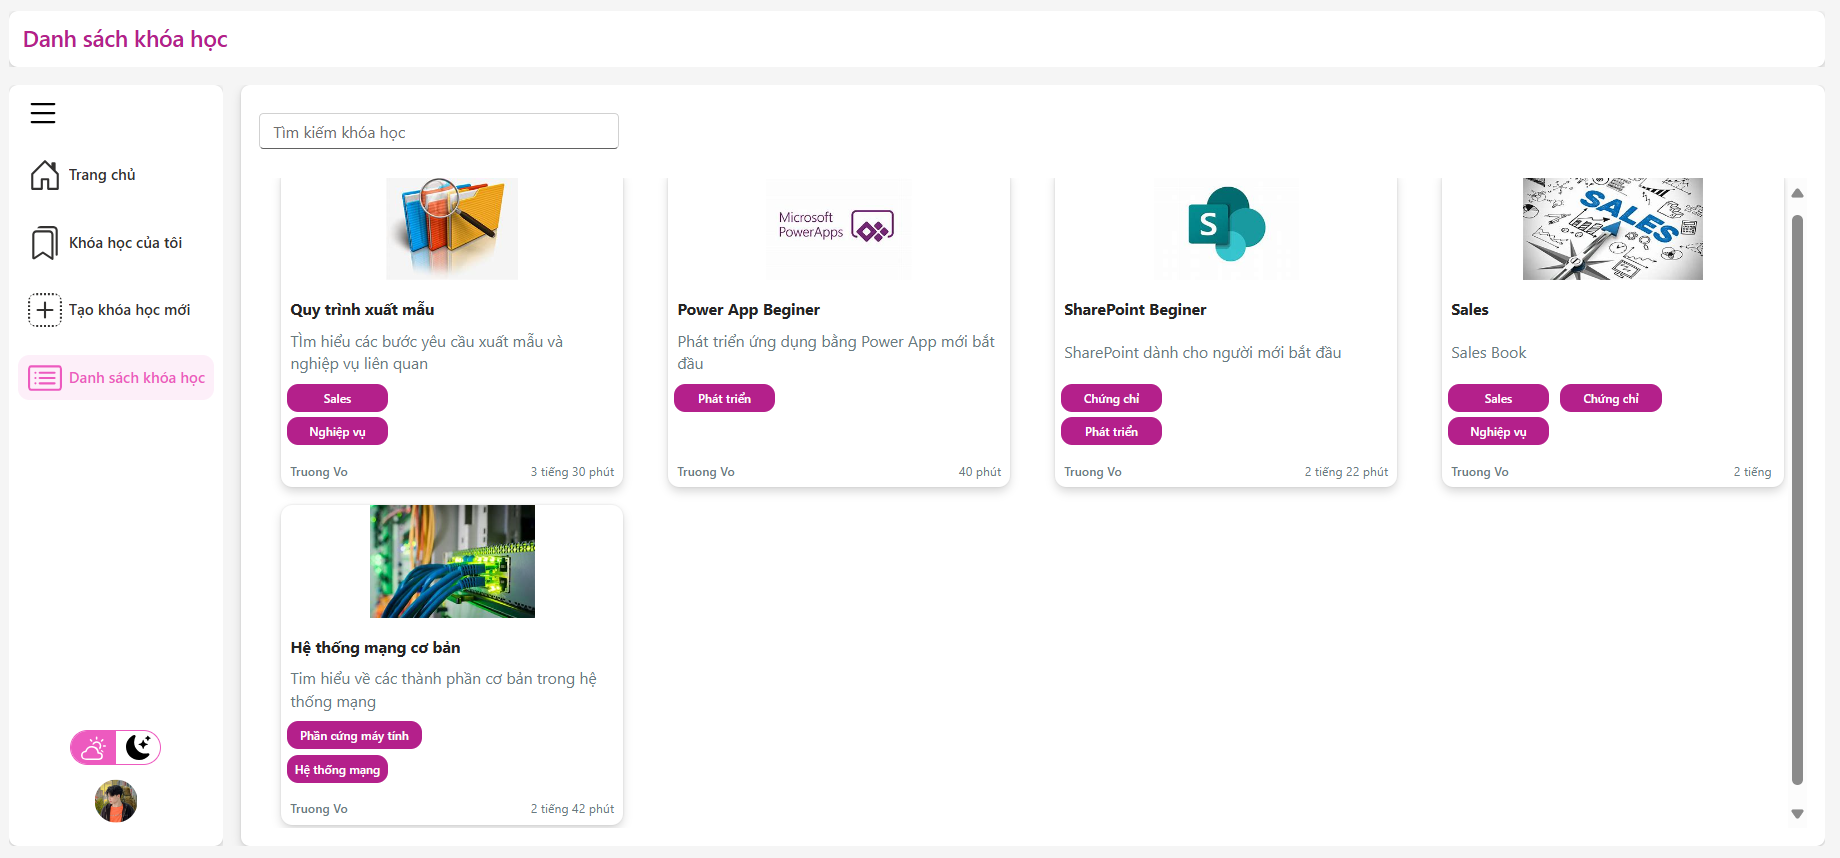 Danh sách khóa học
Trang chủ
Khóa học của tôi
Tạo khóa học mới
Danh sách khóa học
Tìm kiếm khóa học
Quy trình xuất mẫu
TÌm hiểu các bước yêu cầu xuất mẫu và
nghiệp vụ liên quan
Sales
Nghiệp vụ
Truong Vo
3 tiếng 30 phút
Microsoft
PowerApps
Power App Beginer
Phát triển ứng dụng bằng Power App mới bắt
đầu
Phát triển
Truong Vo
40 phút
S
SharePoint Beginer
SharePoint dành cho người mới bắt đầu
Chứng chỉ
Phát triển
Truong Vo
2 tiếng 22 phút
SALES
Sales
Sales Book
Sales
Chứng chỉ
Nghiệp vụ
Truong Vo
2 tiếng
Hệ thống mạng cơ bản
Tim hiểu về các thành phần cơ bản trong hệ
thống mạng
Phần cứng máy tính
Hệ thống mạng
Truong Vo
2 tiếng 42 phút